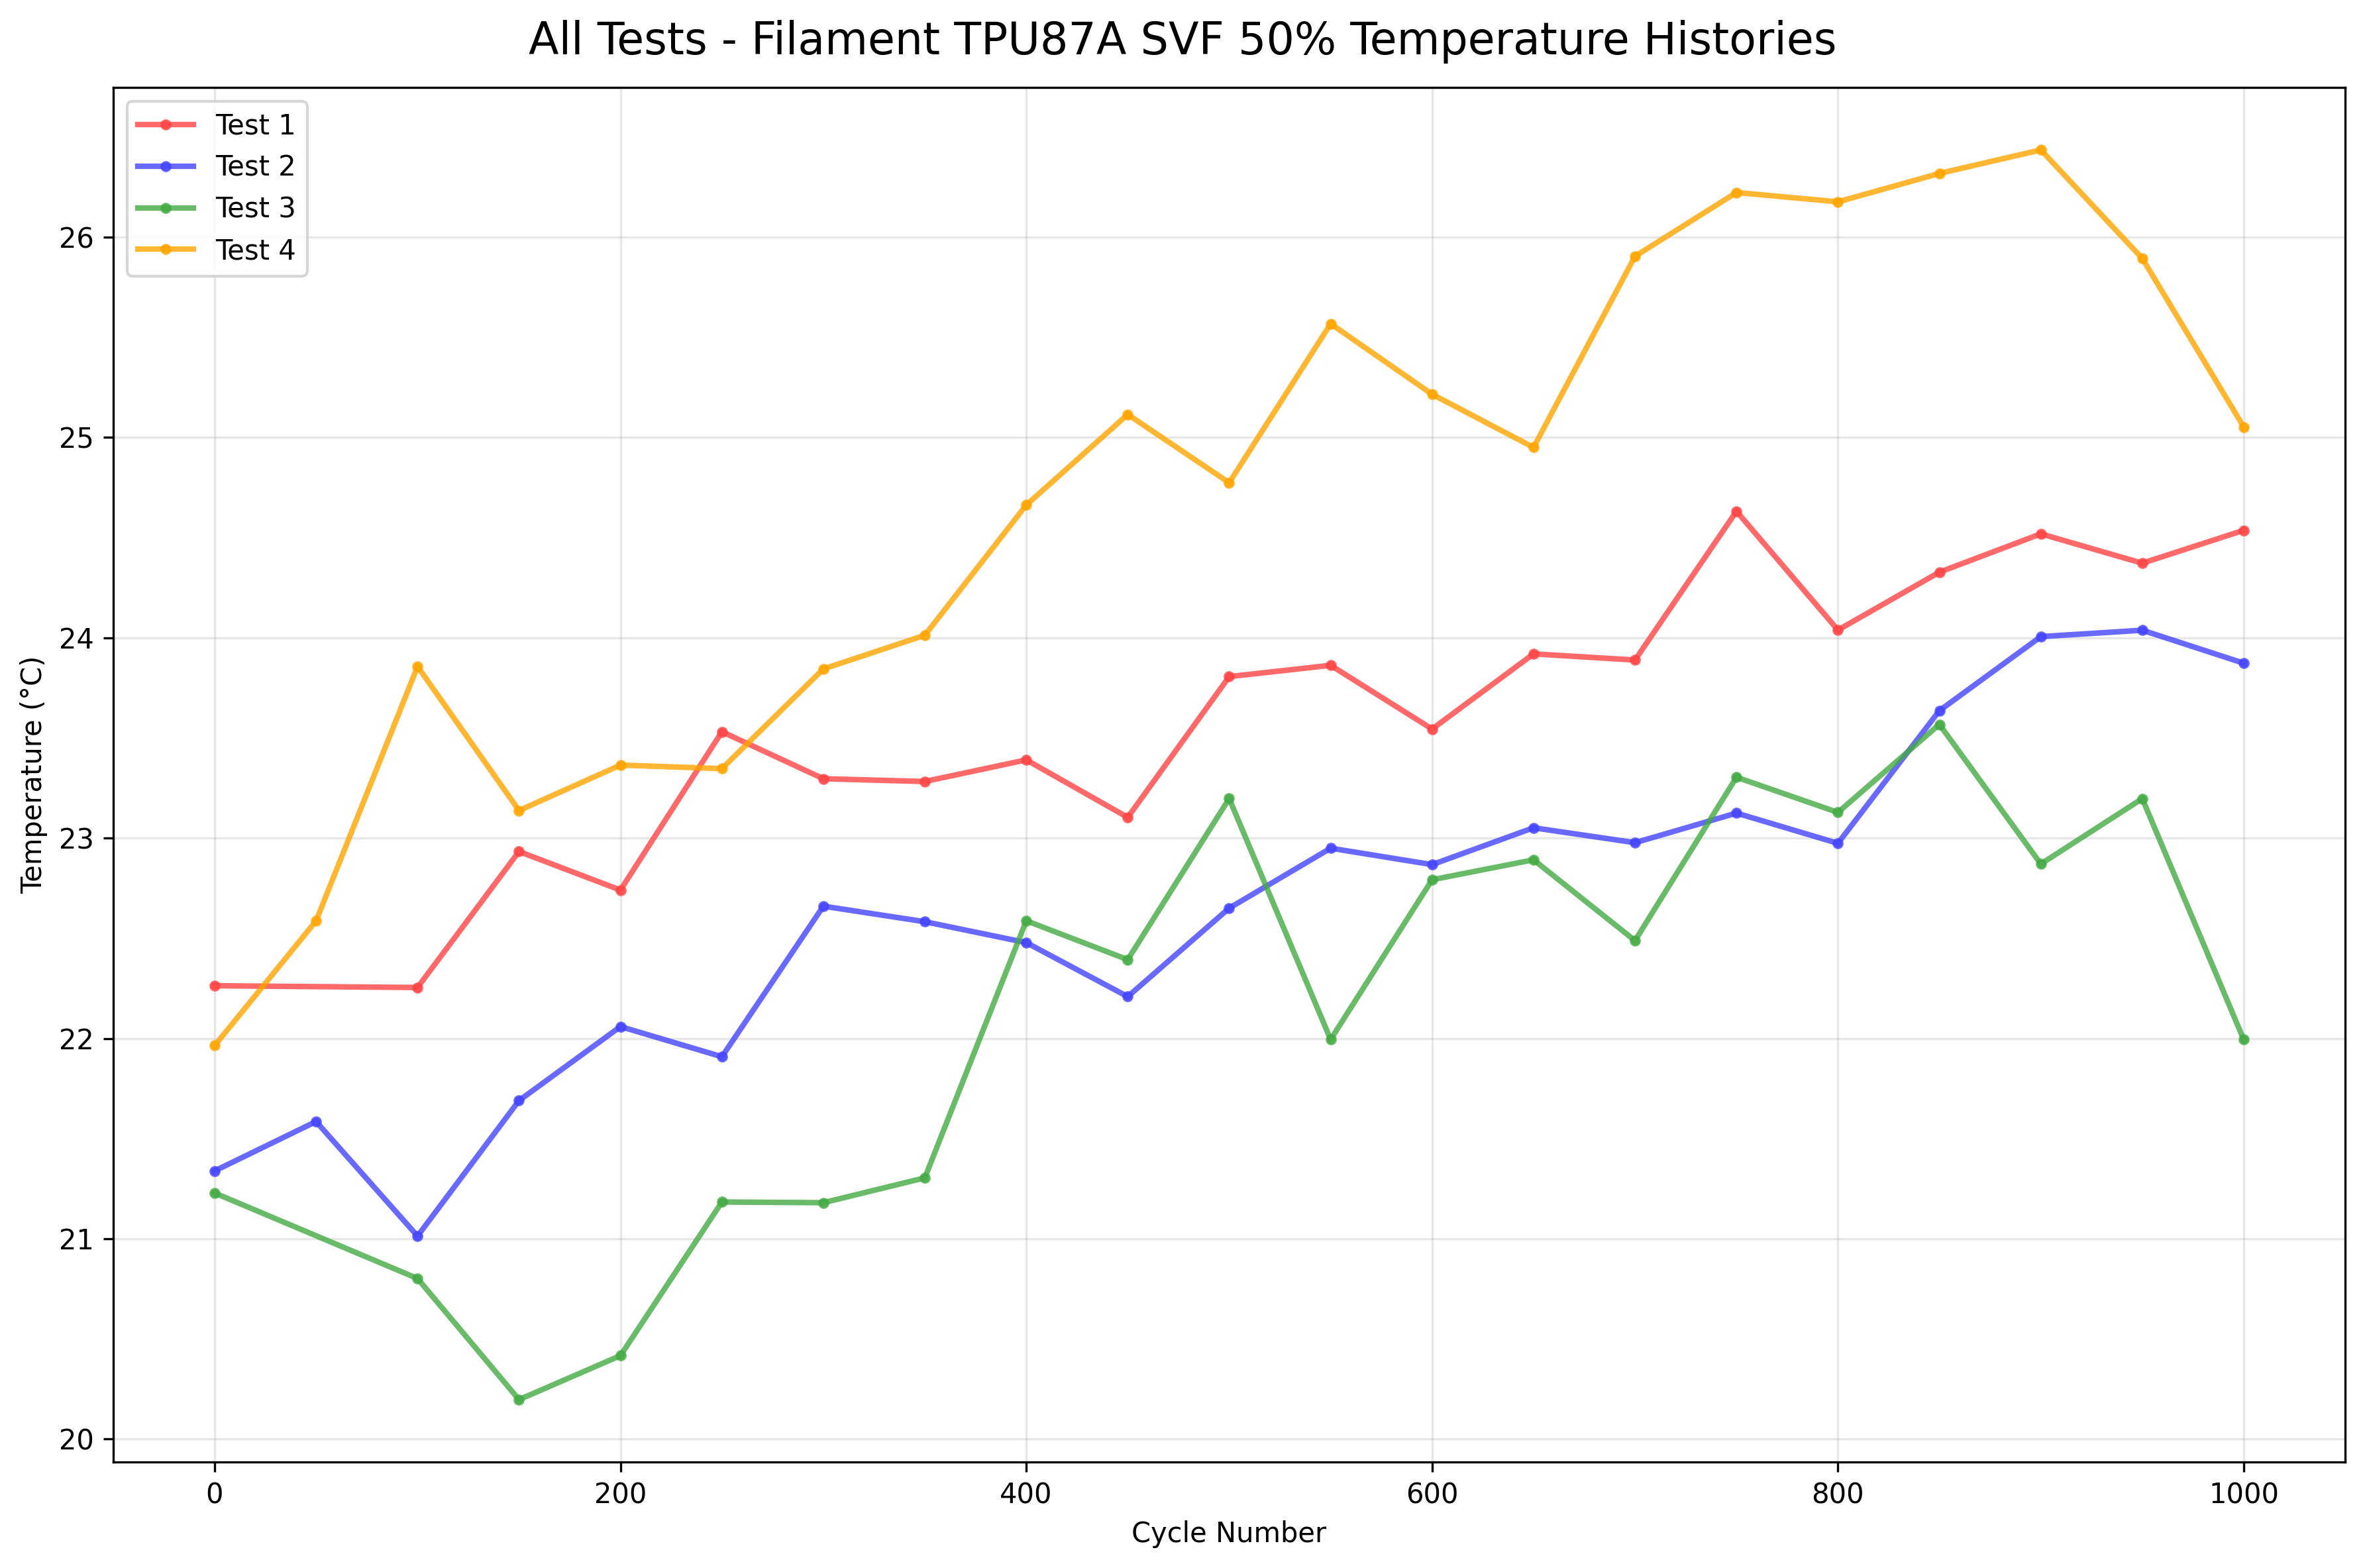 All Tests - Filament TPU87A SVF 50% Temperature Histories
Test 1
Test 2
Test 3
Test 4
Temperature (°C)
26
25
24
23
22
21
20
0 200 400 600 800 1000
Cycle Number